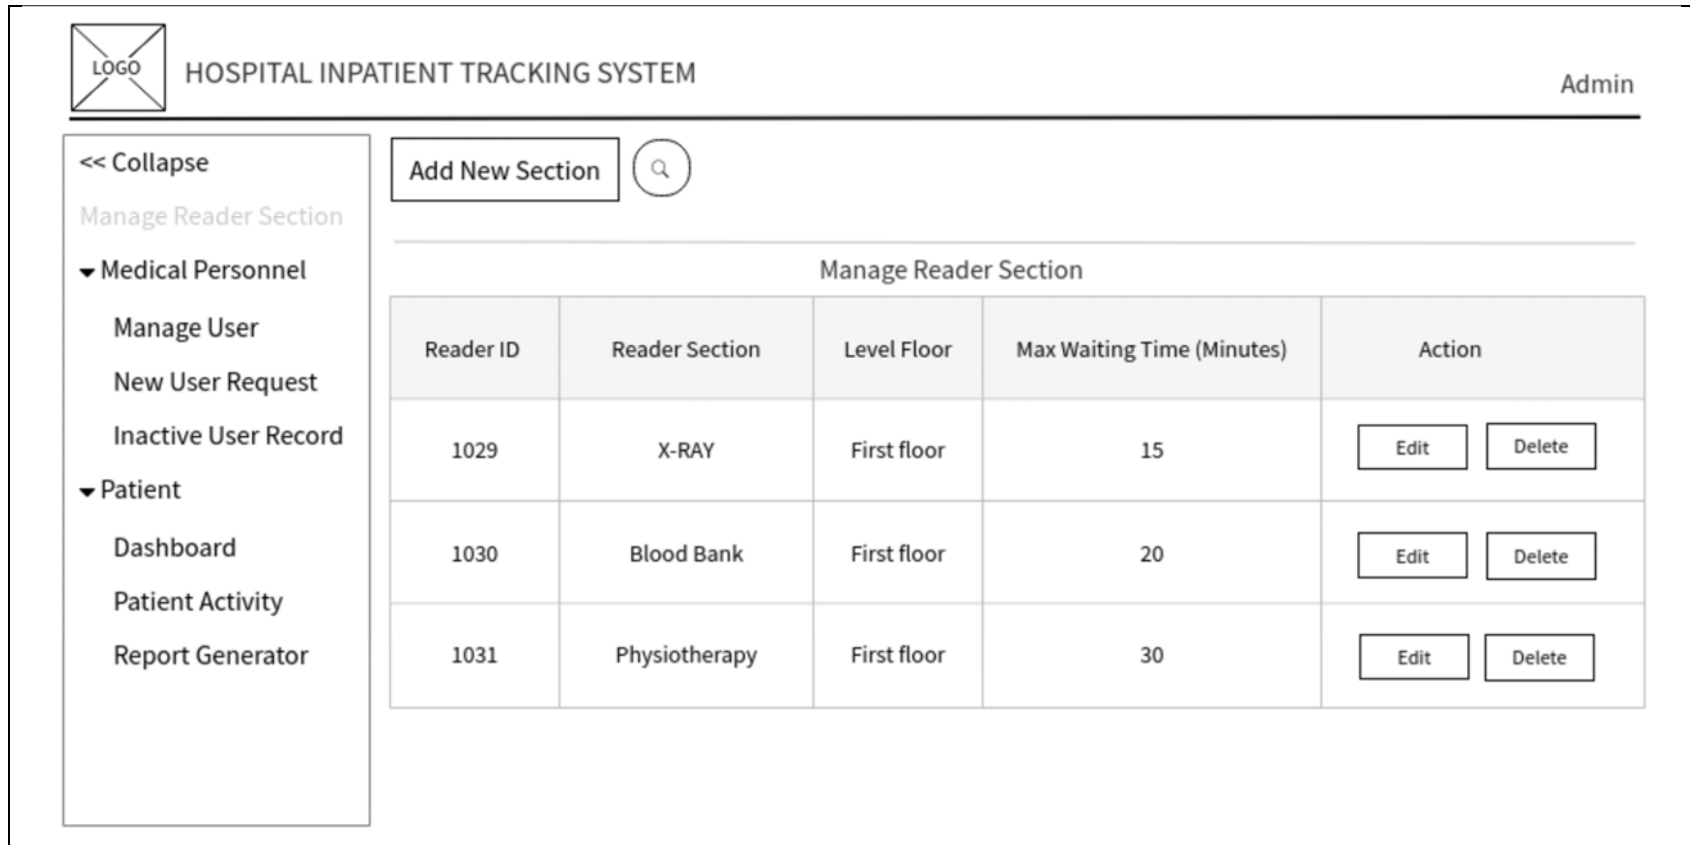 LOGO
HOSPITAL INPATIENT TRACKING SYSTEM
Admin
<< Collapse
Manage Reader Section
Medical Personnel
Manage User
New User Request
Inactive User Record
Patient
Dashboard
Patient Activity
Report Generator
Add New Section
Manage Reader Section
Reader ID Reader Section Level Floor Max Waiting Time (Minutes) Action
1029 X-RAY First floor 15 Edit Delete
1030 Blood Bank First floor 20 Edit Delete
1031 Physiotherapy First floor 30 Edit Delete